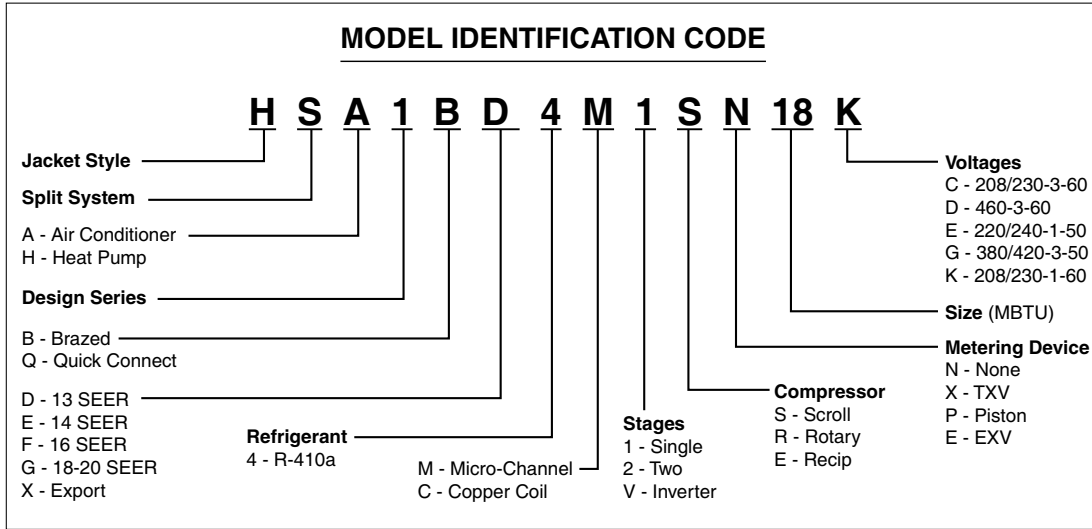 MODEL IDENTIFICATION CODE
H S A 1 B D 4 M 1 S N 18 K
Jacket Style
Split System
A - Air Conditioner
H - Heat Pump
Design Series
B - Brazed
Q - Quick Connect
D - 13 SEER
E - 14 SEER
F - 16 SEER
G - 18-20 SEER
X - Export
Refrigerant
4 - R-410a
M - Micro-Channel
C - Copper Coil
Stages
1 - Single
2 - Two
V - Inverter
Compressor
S - Scroll
R - Rotary
E - Recip
Voltages
C - 208/230-3-60
D - 460-3-60
E - 220/240-1-50
G - 380/420-3-50
K - 208/230-1-60
Size (MBTU)
Metering Device
N - None
X - TXV
P - Piston
E - EXV